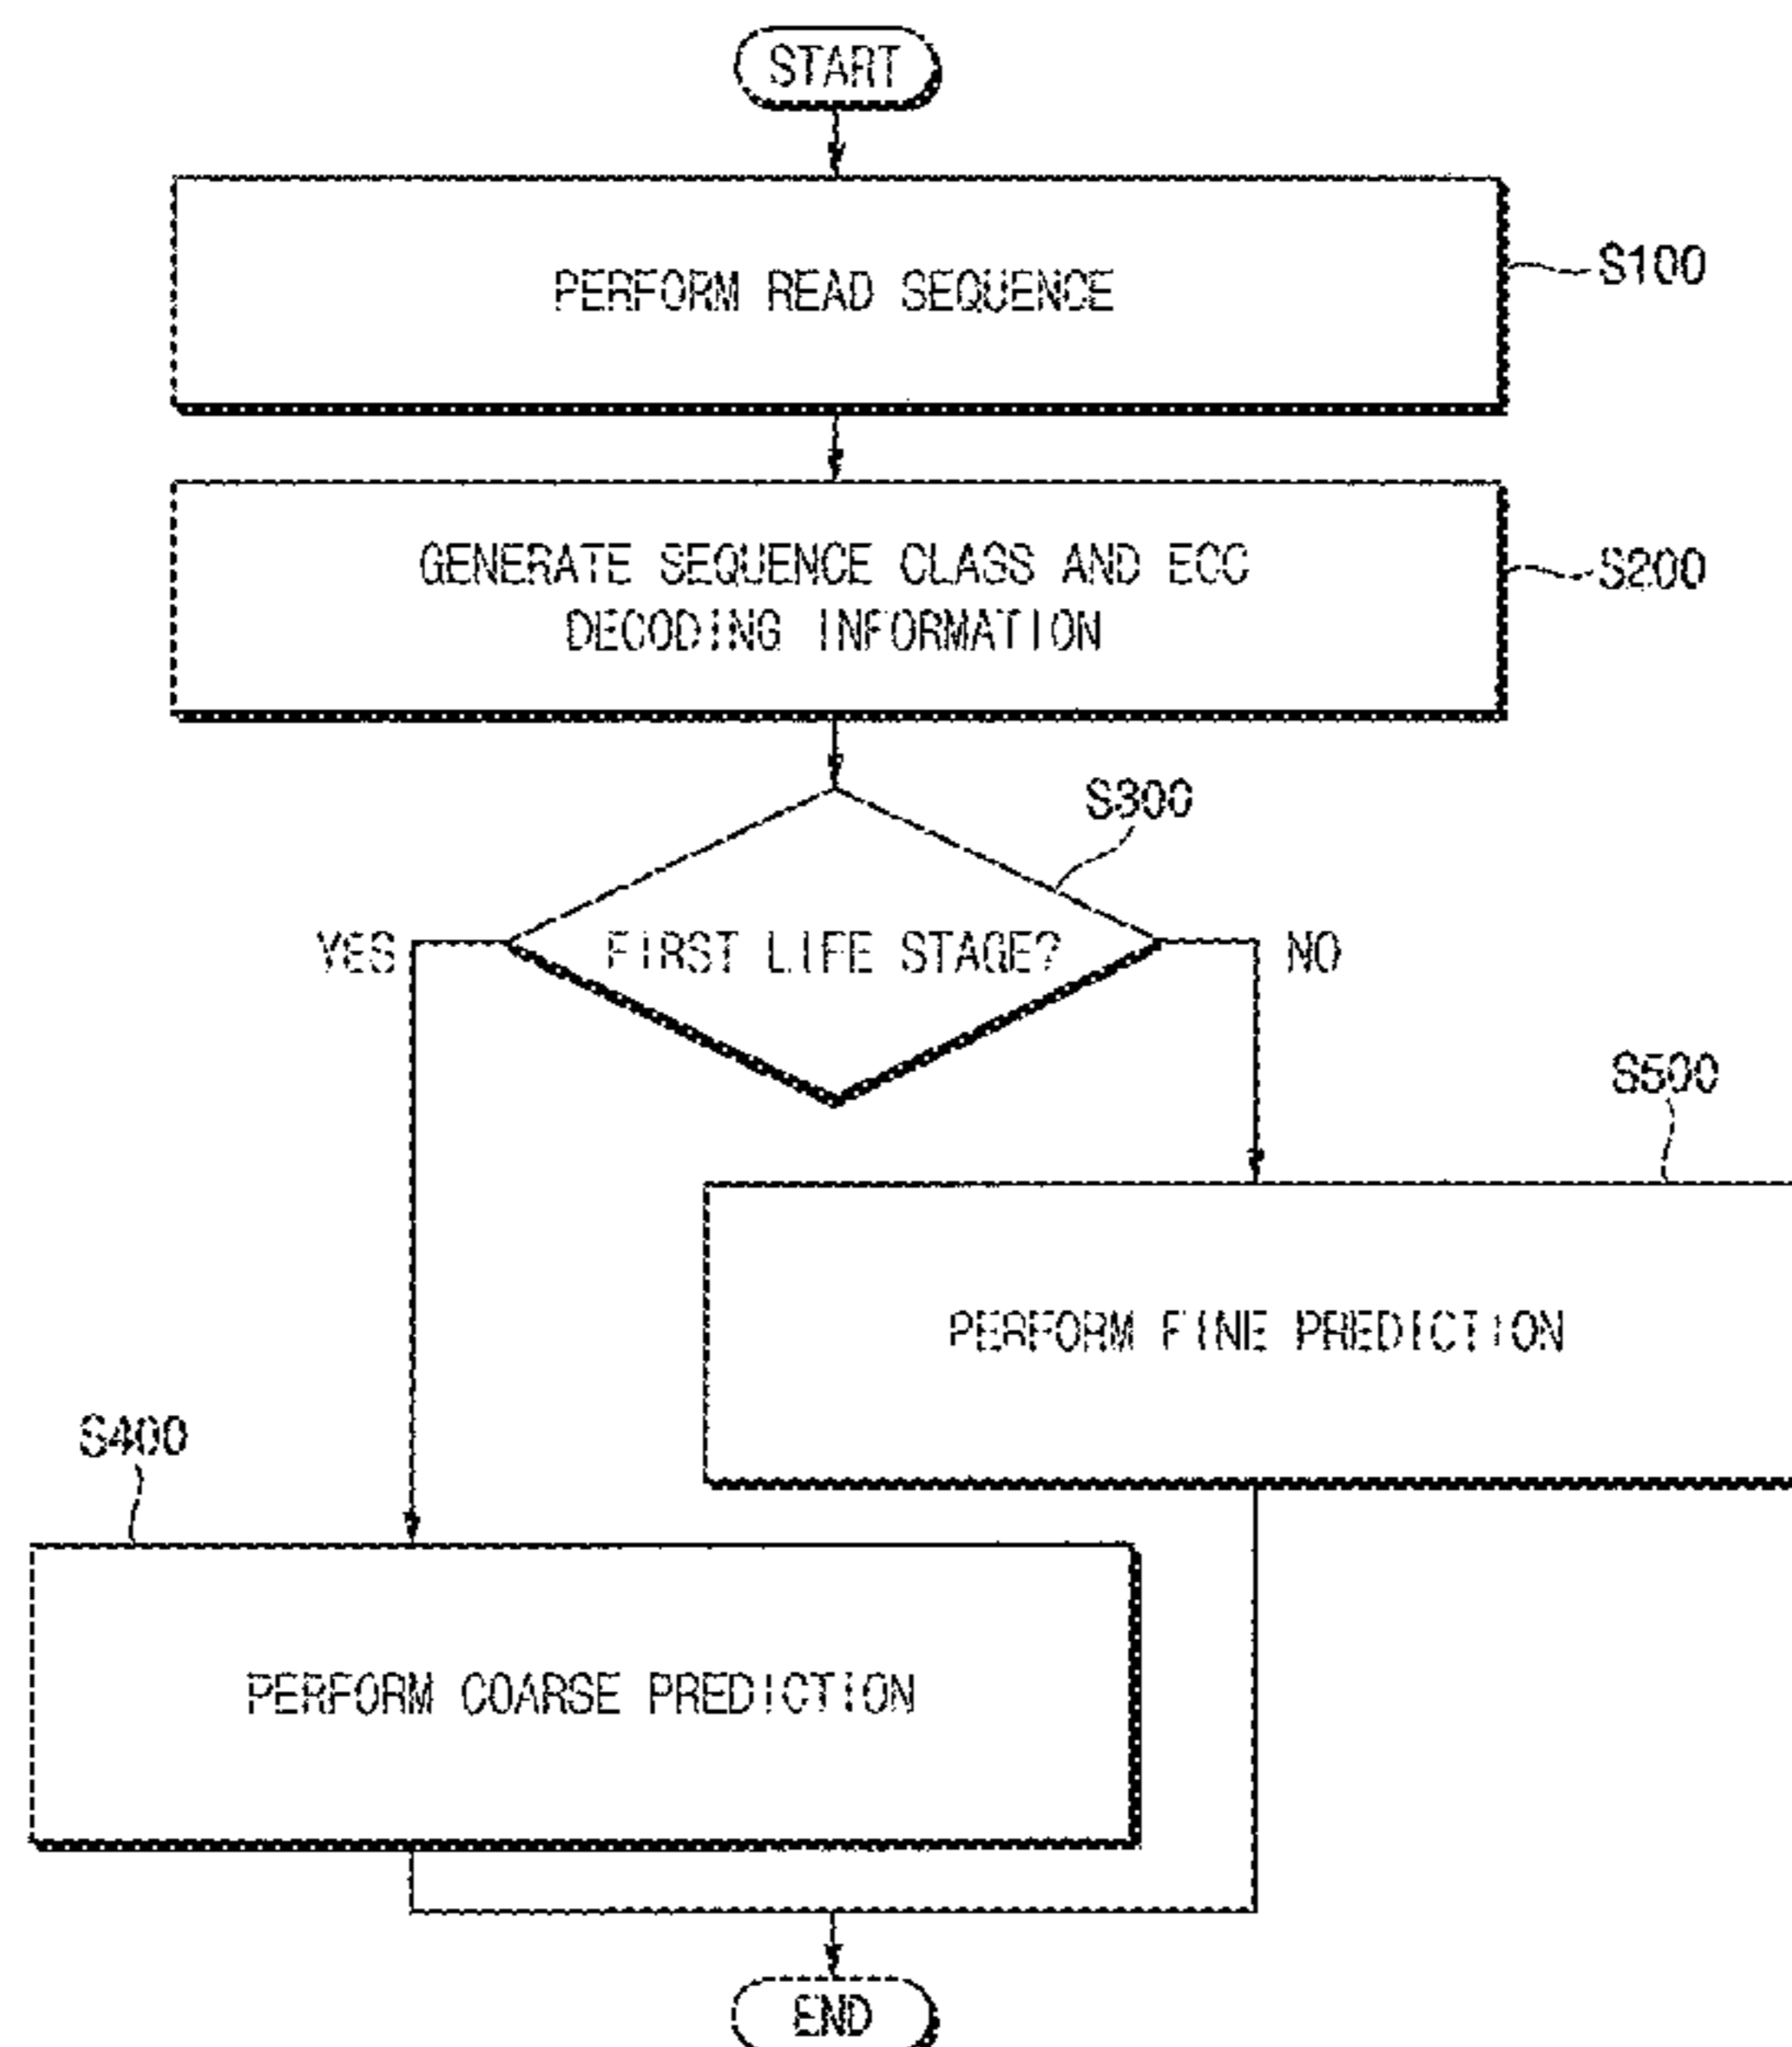 START
PERFORM READ SEQUENCE
S100
GENERATE SEQUENCE CLASS AND ECC
DECODING INFORMATION
S200
S300
YES
FIRST LIFE STAGE?
NO
S500
PERFORM FINE PREDICTION
S400
PERFORM COARSE PREDICTION
END